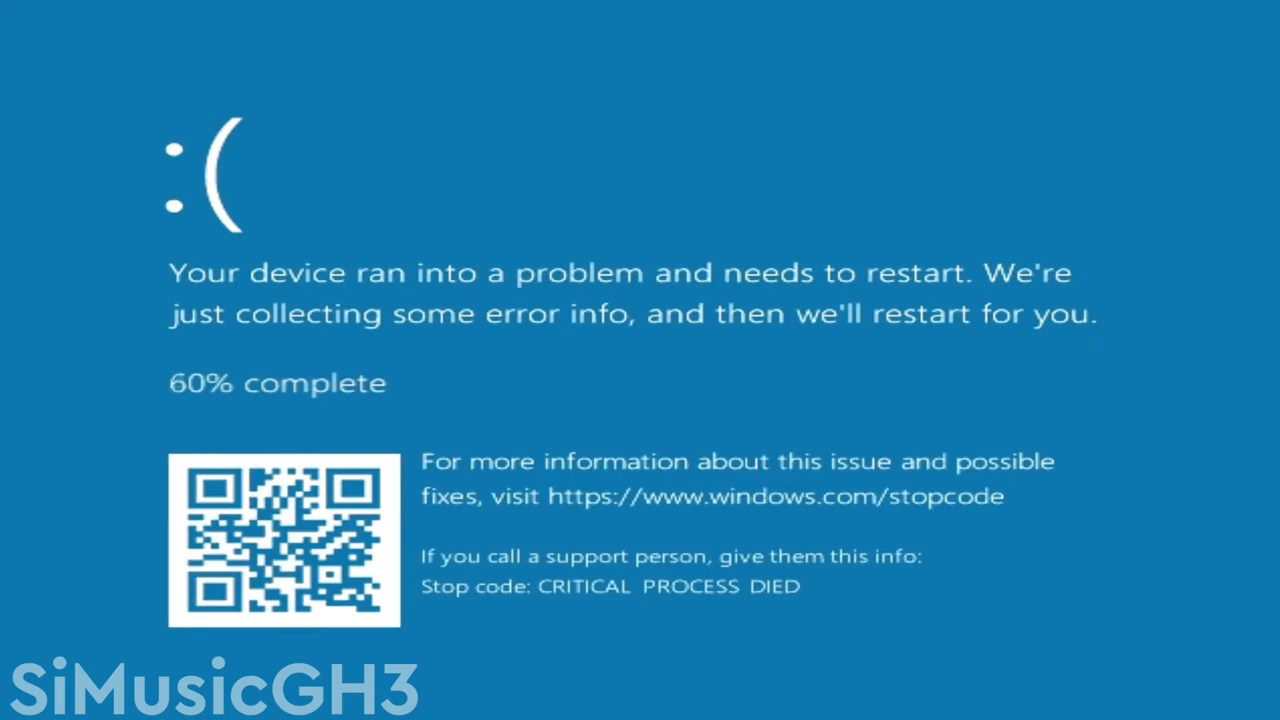 :(
Your device ran into a problem and needs to restart. We're
just collecting some error info, and then we'll restart for you.
60% complete
For more information about this issue and possible
fixes, visit https://www.windows.com/stopcode
If you call a support person, give them this info:
Stop code: CRITICAL PROCESS DIED
SiMusicGH3